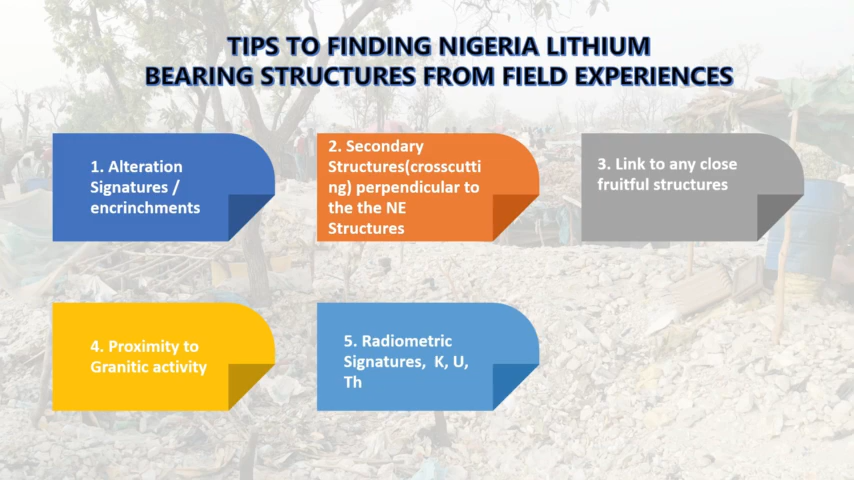 TIPS TO FINDING NIGERIA LITHIUM
BEARING STRUCTURES FROM FIELD EXPERIENCES
1. Alteration
Signatures /
encrinchments
2. Secondary
Structures(crosscutti
ng) perpendicular to
the the NE
Structures
3. Link to any close
fruitful structures
4. Proximity to
Granitic activity
5. Radiometric
Signatures,  K, U,
Th